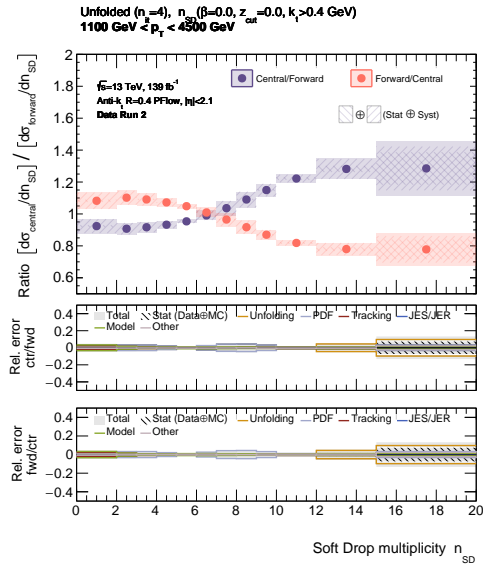 Unfolded (n_it=4), n_SD (β=0.0, z_cut=0.0, k_t>0.4 GeV)
1100 GeV < p_T < 4500 GeV
√s=13 TeV, 139 fb⁻¹
Anti-k_t R=0.4 PFlow, |η|<2.1
Data Run 2
Central/Forward
Forward/Central
⊕ (Stat ⊕ Syst)
Ratio [dσ_central/dn_SD] / [dσ_forward/dn_SD]
2
1.8
1.6
1.4
1.2
1
0.8
0.6
Rel. error
ctr/fwd
0.4
0.2
0
−0.2
−0.4
Total
Stat (Data⊕MC)
Unfolding
PDF
Tracking
JES/JER
Model
Other
Rel. error
fwd/ctr
0.4
0.2
0
−0.2
−0.4
Total
Stat (Data⊕MC)
Unfolding
PDF
Tracking
JES/JER
Model
Other
0 2 4 6 8 10 12 14 16 18 20
Soft Drop multiplicity n_SD